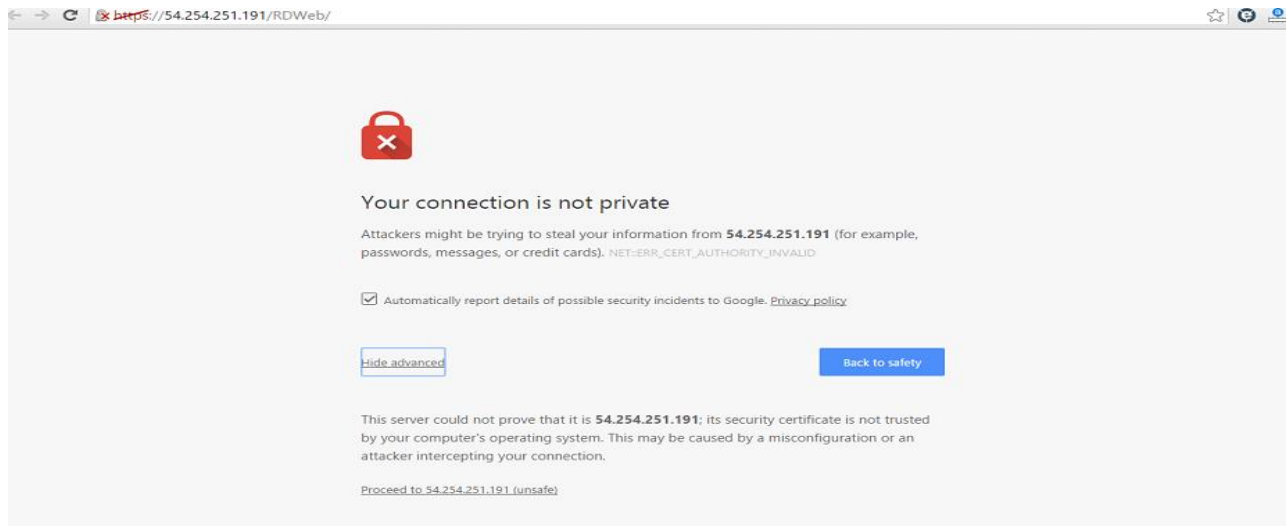 https://54.254.251.191/RDWeb/
Your connection is not private
Attackers might be trying to steal your information from 54.254.251.191 (for example,
passwords, messages, or credit cards). NET::ERR_CERT_AUTHORITY_INVALID
Automatically report details of possible security incidents to Google. Privacy policy
Hide advanced
Back to safety
This server could not prove that it is 54.254.251.191; its security certificate is not trusted
by your computer's operating system. This may be caused by a misconfiguration or an
attacker intercepting your connection.
Proceed to 54.254.251.191 (unsafe)